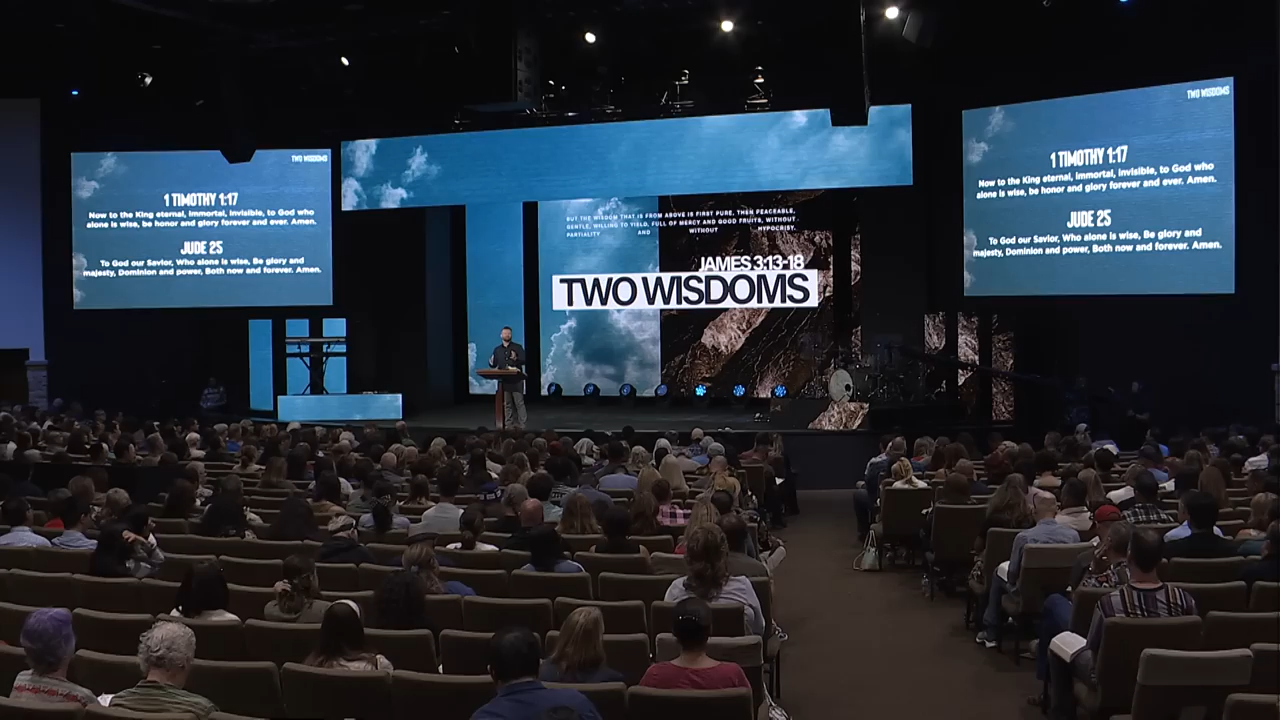 TWO WISDOMS
1 TIMOTHY 1:17
Now to the King eternal, immortal, invisible, to God who
alone is wise, be honor and glory forever and ever. Amen.
JUDE 25
To God our Savior, Who alone is wise, Be glory and
majesty, Dominion and power, Both now and forever. Amen.
BUT THE WISDOM THAT IS FROM ABOVE IS FIRST PURE, THEN PEACEABLE,
GENTLE, WILLING TO YIELD, FULL OF MERCY AND GOOD FRUITS, WITHOUT
PARTIALITY AND WITHOUT HYPOCRISY.
JAMES 3:13-18
TWO WISDOMS
TWO WISDOMS
1 TIMOTHY 1:17
Now to the King eternal, immortal, invisible, to God who
alone is wise, be honor and glory forever and ever. Amen.
JUDE 25
To God our Savior, Who alone is wise, Be glory and
majesty, Dominion and power, Both now and forever. Amen.